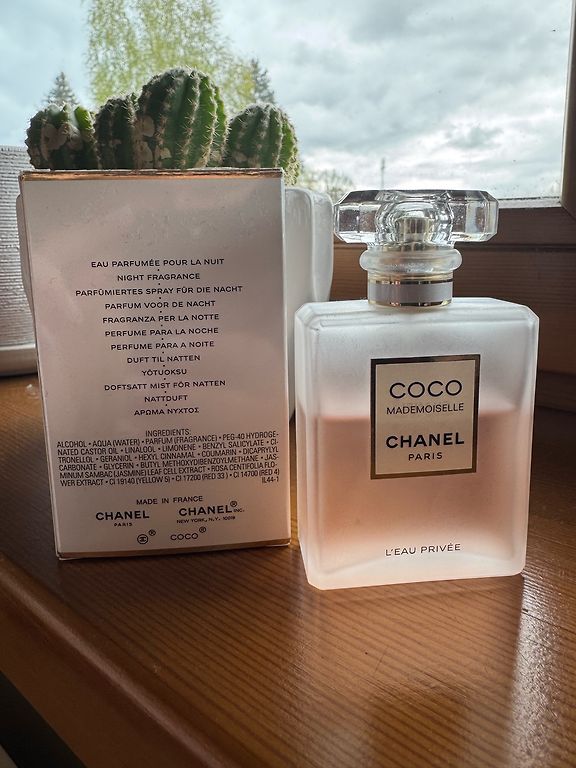 EAU PARFUMÉE POUR LA NUIT
NIGHT FRAGRANCE
PARFÜMIERTES SPRAY FÜR DIE NACHT
PARFUM VOOR DE NACHT
FRAGRANZA PER LA NOTTE
PERFUME PARA LA NOCHE
PERFUME PARA A NOITE
DUFT TIL NATTEN
YÖTUOKSU
DOFTSATT MIST FÖR NATTEN
NATTDUFT
ΑΡΩΜΑ ΝΥΧΤΟΣ
INGREDIENTS:
ALCOHOL • AQUA (WATER) • PARFUM (FRAGRANCE) • PEG-40 HYDROGE-
NATED CASTOR OIL • LINALOOL • LIMONENE • BENZYL SALICYLATE • CI-
TRONELLOL • GERANIOL • HEXYL CINNAMAL • COUMARIN • DICAPRYLYL
CARBONATE • GLYCERIN • BUTYL METHOXYDIBENZOYLMETHANE • JAS-
MINUM SAMBAC (JASMINE) LEAF CELL EXTRACT • ROSA CENTIFOLIA FLO-
WER EXTRACT • CI 19140 (YELLOW 5) • CI 17200 (RED 33) • CI 14700 (RED 4)
IL44-1
MADE IN FRANCE
CHANEL CHANEL® INC.
PARIS NEW YORK, N.Y. 10019
® COCO®
COCO
MADEMOISELLE
CHANEL
PARIS
L'EAU PRIVÉE